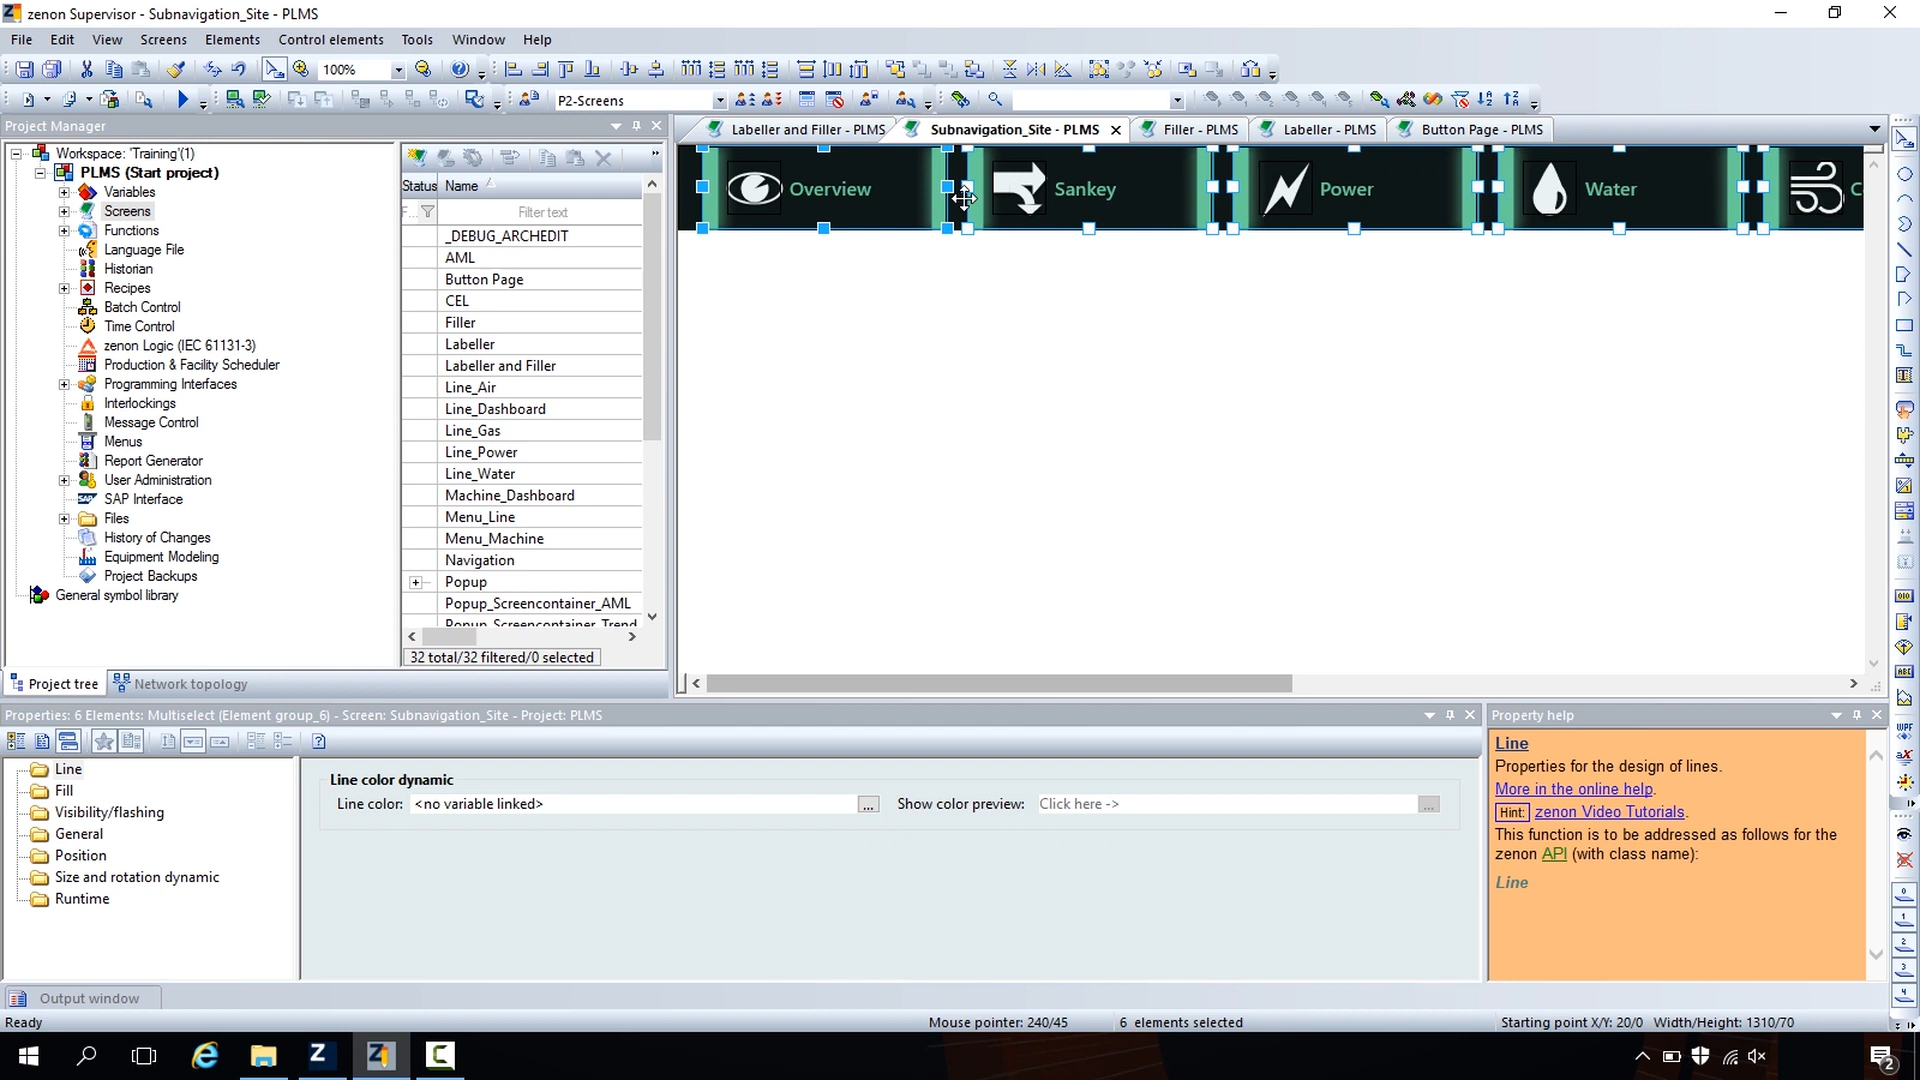 zenon Supervisor - Subnavigation_Site - PLMS
File Edit View Screens Elements Control elements Tools Window Help
100%
P2-Screens
Project Manager
Workspace: 'Training'(1)
PLMS (Start project)
Variables
Screens
Functions
Language File
Historian
Recipes
Batch Control
Time Control
zenon Logic (IEC 61131-3)
Production & Facility Scheduler
Programming Interfaces
Interlockings
Message Control
Menus
Report Generator
User Administration
SAP Interface
Files
History of Changes
Equipment Modeling
Project Backups
General symbol library
Project tree Network topology
Status Name
F... Filter text
_DEBUG_ARCHEDIT
AML
Button Page
CEL
Filler
Labeller
Labeller and Filler
Line_Air
Line_Dashboard
Line_Gas
Line_Power
Line_Water
Machine_Dashboard
Menu_Line
Menu_Machine
Navigation
Popup
Popup_Screencontainer_AML
Popup_Screencontainer_Trend
32 total/32 filtered/0 selected
Labeller and Filler - PLMS Subnavigation_Site - PLMS Filler - PLMS Labeller - PLMS Button Page - PLMS
Overview Sankey Power Water C
Properties: 6 Elements: Multiselect (Element group_6) - Screen: Subnavigation_Site - Project: PLMS
Line
Fill
Visibility/flashing
General
Position
Size and rotation dynamic
Runtime
Line color dynamic
Line color: <no variable linked> ... Show color preview: Click here -> ...
Property help
Line
Properties for the design of lines.
More in the online help.
Hint: zenon Video Tutorials.
This function is to be addressed as follows for the
zenon API (with class name):
Line
Output window
Ready Mouse pointer: 240/45 6 elements selected Starting point X/Y: 20/0 Width/Height: 1310/70
2